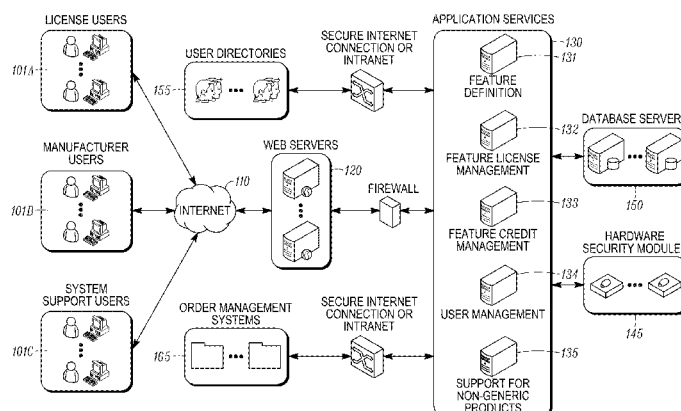 LICENSE USERS
101A
MANUFACTURER
USERS
101B
SYSTEM
SUPPORT USERS
101C
USER DIRECTORIES
155
SECURE INTERNET
CONNECTION OR
INTRANET
WEB SERVERS
110
120
INTERNET
FIREWALL
ORDER MANAGEMENT
SYSTEMS
165
SECURE INTERNET
CONNECTION OR
INTRANET
APPLICATION SERVICES
130
131
FEATURE
DEFINITION
132
FEATURE LICENSE
MANAGEMENT
133
FEATURE CREDIT
MANAGEMENT
134
USER MANAGEMENT
135
SUPPORT FOR
NON-GENERIC
PRODUCTS
DATABASE SERVER
150
HARDWARE
SECURITY MODULE
145